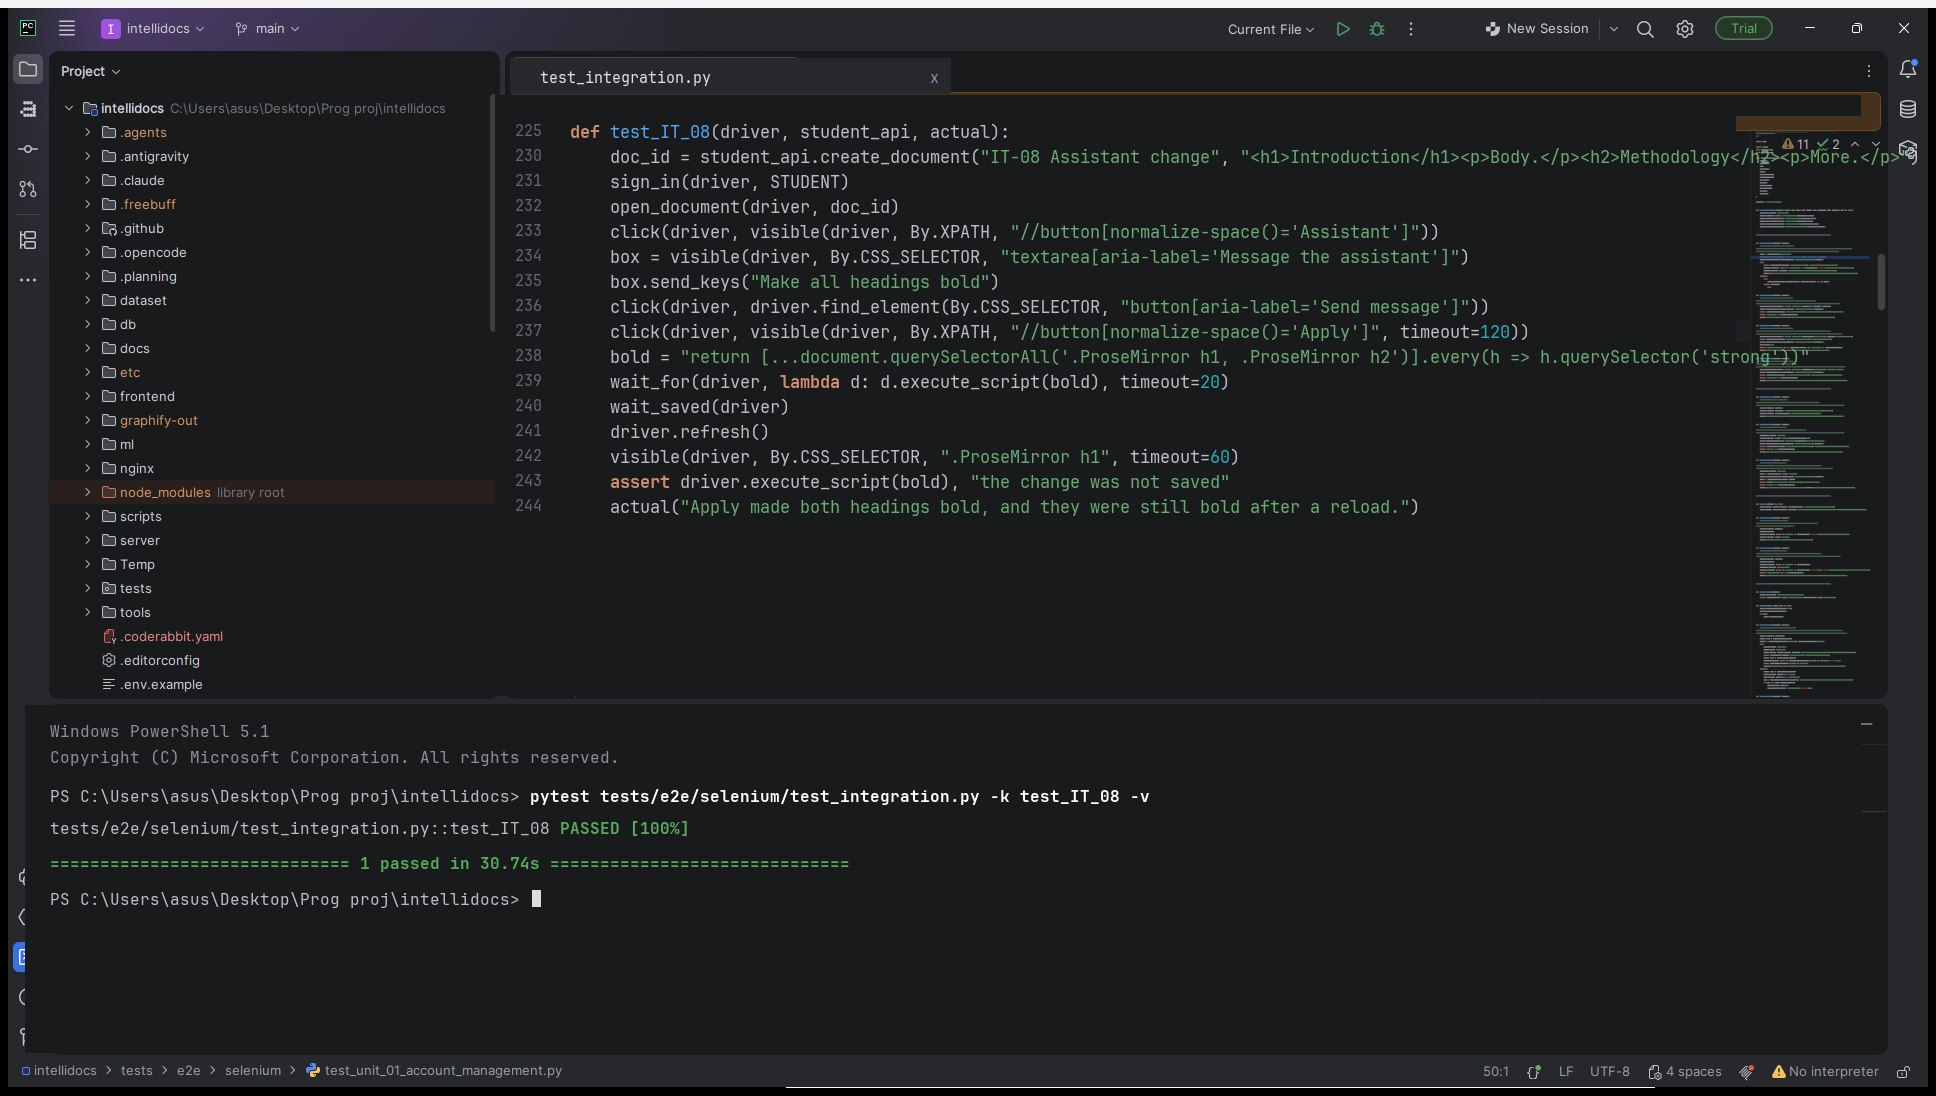 PC
I intellidocs
main
Current File
New Session
Trial
Project
test_integration.py
x
intellidocs C:\Users\asus\Desktop\Prog proj\intellidocs
.agents
.antigravity
.claude
.freebuff
.github
.opencode
.planning
dataset
db
docs
etc
frontend
graphify-out
ml
nginx
node_modules library root
scripts
server
Temp
tests
tools
.coderabbit.yaml
.editorconfig
.env.example
11 2
225 def test_IT_08(driver, student_api, actual):
230 doc_id = student_api.create_document("IT-08 Assistant change", "<h1>Introduction</h1><p>Body.</p><h2>Methodology</h2><p>More.</p>"
231 sign_in(driver, STUDENT)
232 open_document(driver, doc_id)
233 click(driver, visible(driver, By.XPATH, "//button[normalize-space()='Assistant']"))
234 box = visible(driver, By.CSS_SELECTOR, "textarea[aria-label='Message the assistant']")
235 box.send_keys("Make all headings bold")
236 click(driver, driver.find_element(By.CSS_SELECTOR, "button[aria-label='Send message']"))
237 click(driver, visible(driver, By.XPATH, "//button[normalize-space()='Apply']", timeout=120))
238 bold = "return [...document.querySelectorAll('.ProseMirror h1, .ProseMirror h2')].every(h => h.querySelector('strong'))"
239 wait_for(driver, lambda d: d.execute_script(bold), timeout=20)
240 wait_saved(driver)
241 driver.refresh()
242 visible(driver, By.CSS_SELECTOR, ".ProseMirror h1", timeout=60)
243 assert driver.execute_script(bold), "the change was not saved"
244 actual("Apply made both headings bold, and they were still bold after a reload.")
Windows PowerShell 5.1
Copyright (C) Microsoft Corporation. All rights reserved.
PS C:\Users\asus\Desktop\Prog proj\intellidocs> pytest tests/e2e/selenium/test_integration.py -k test_IT_08 -v
tests/e2e/selenium/test_integration.py::test_IT_08 PASSED [100%]
============================== 1 passed in 30.74s ==============================
PS C:\Users\asus\Desktop\Prog proj\intellidocs>
intellidocs > tests > e2e > selenium > test_unit_01_account_management.py
50:1 LF UTF-8 4 spaces No interpreter